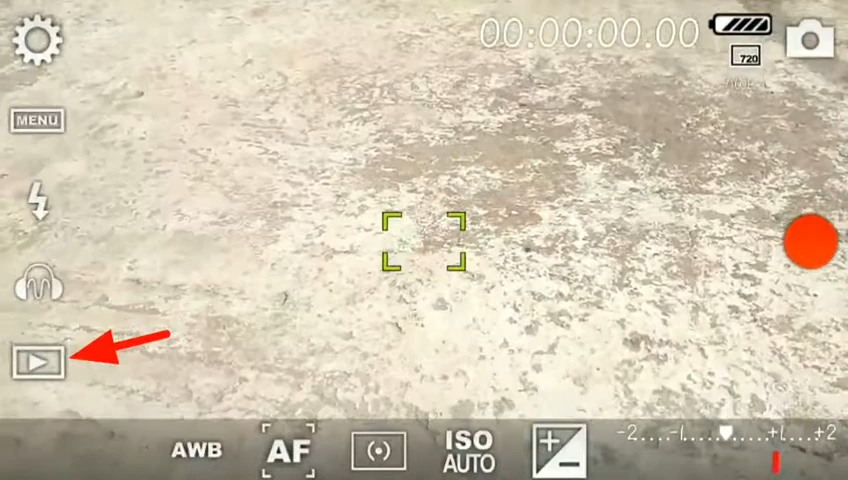 00:00:00.00
720
MENU
AWB
AF
ISO
AUTO
-2....-1.... ....+1....+2